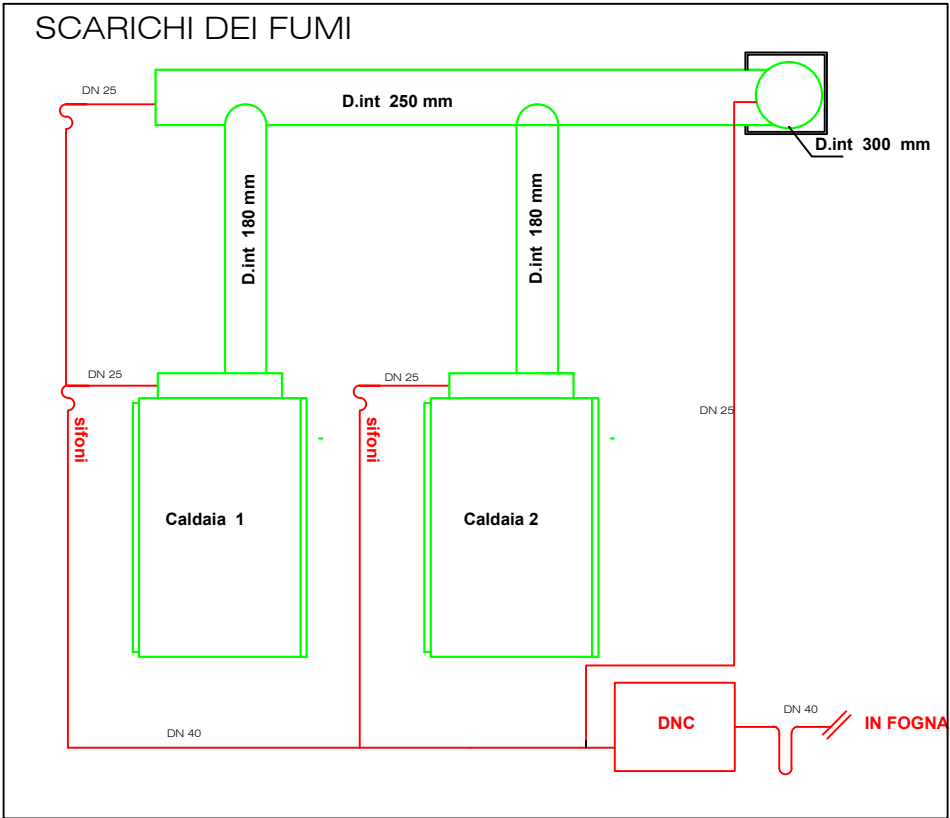 SCARICHI DEI FUMI
DN 25
D.int 250 mm
D.int 300 mm
D.int 180 mm
D.int 180 mm
DN 25
DN 25
DN 25
sifoni
sifoni
Caldaia 1
Caldaia 2
DN 40
DNC
DN 40
IN FOGNA